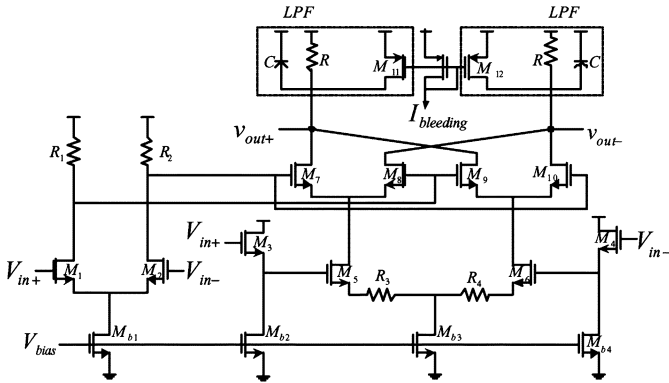 LPF LPF
C R M11 M12 R C
Ibleeding
vout+ vout−
R1 R2
M7 M8 M9 M10
Vin+ M3 M4 Vin−
Vin+ M1 M2 Vin− M5 R3 R4 M6
Vbias Mb1 Mb2 Mb3 Mb4